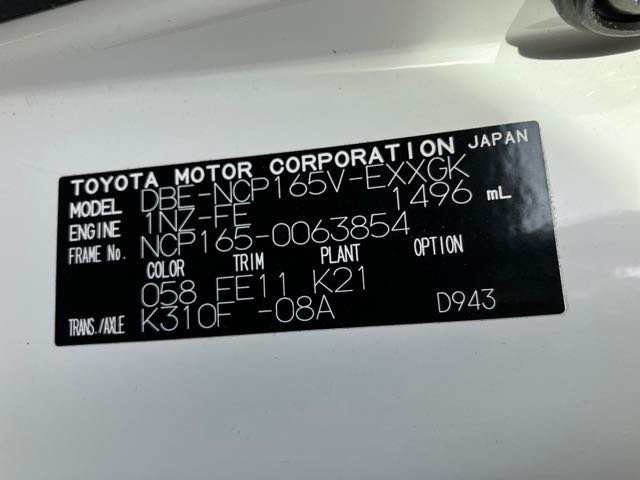 TOYOTA MOTOR CORPORATION JAPAN
MODEL DBE-NCP165V-EXXGK
ENGINE 1NZ-FE 1496 mL
FRAME No. NCP165-0063854
COLOR TRIM PLANT OPTION
058 FE11 K21
TRANS./AXLE K310F -08A D943